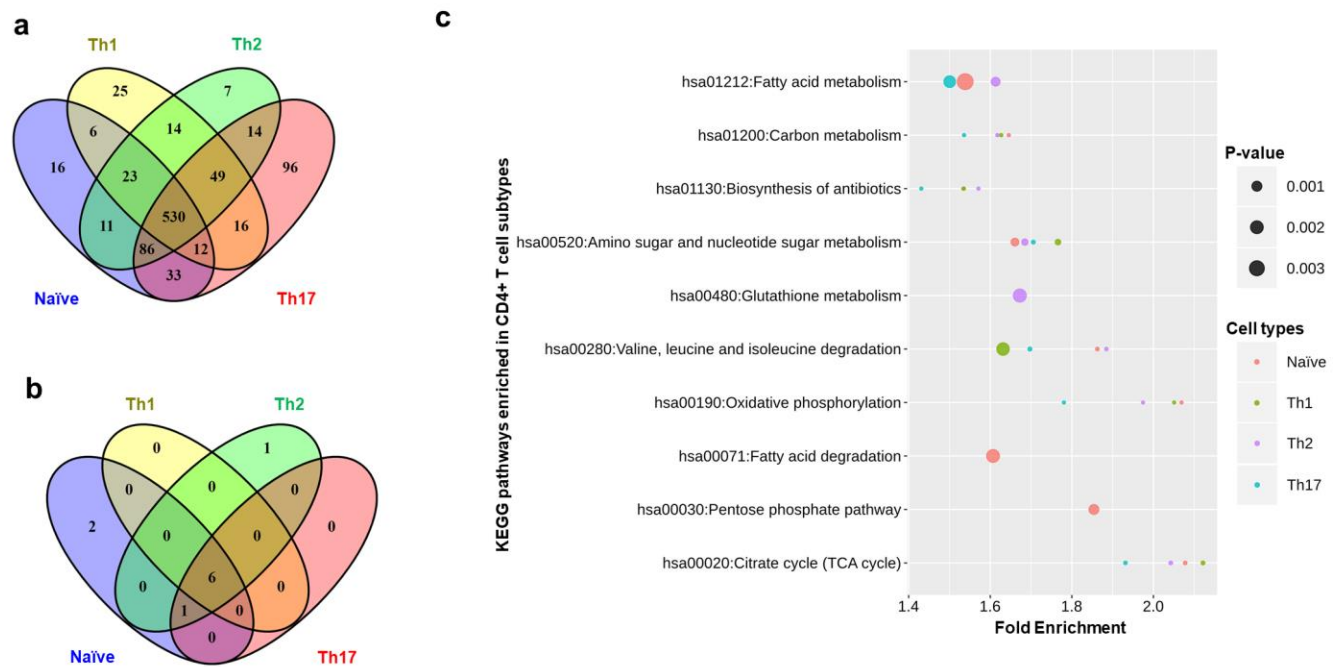 a
Th1
Th2
25
7
6
14
14
16
23
49
96
530
11
16
86
12
33
Naïve
Th17
b
Th1
Th2
0
1
0
0
0
2
0
0
0
6
0
0
1
0
0
Naïve
Th17
c
KEGG pathways enriched in CD4+ T cell subtypes
hsa01212:Fatty acid metabolism
hsa01200:Carbon metabolism
hsa01130:Biosynthesis of antibiotics
hsa00520:Amino sugar and nucleotide sugar metabolism
hsa00480:Glutathione metabolism
hsa00280:Valine, leucine and isoleucine degradation
hsa00190:Oxidative phosphorylation
hsa00071:Fatty acid degradation
hsa00030:Pentose phosphate pathway
hsa00020:Citrate cycle (TCA cycle)
1.4 1.6 1.8 2.0
Fold Enrichment
P-value
0.001
0.002
0.003
Cell types
Naïve
Th1
Th2
Th17